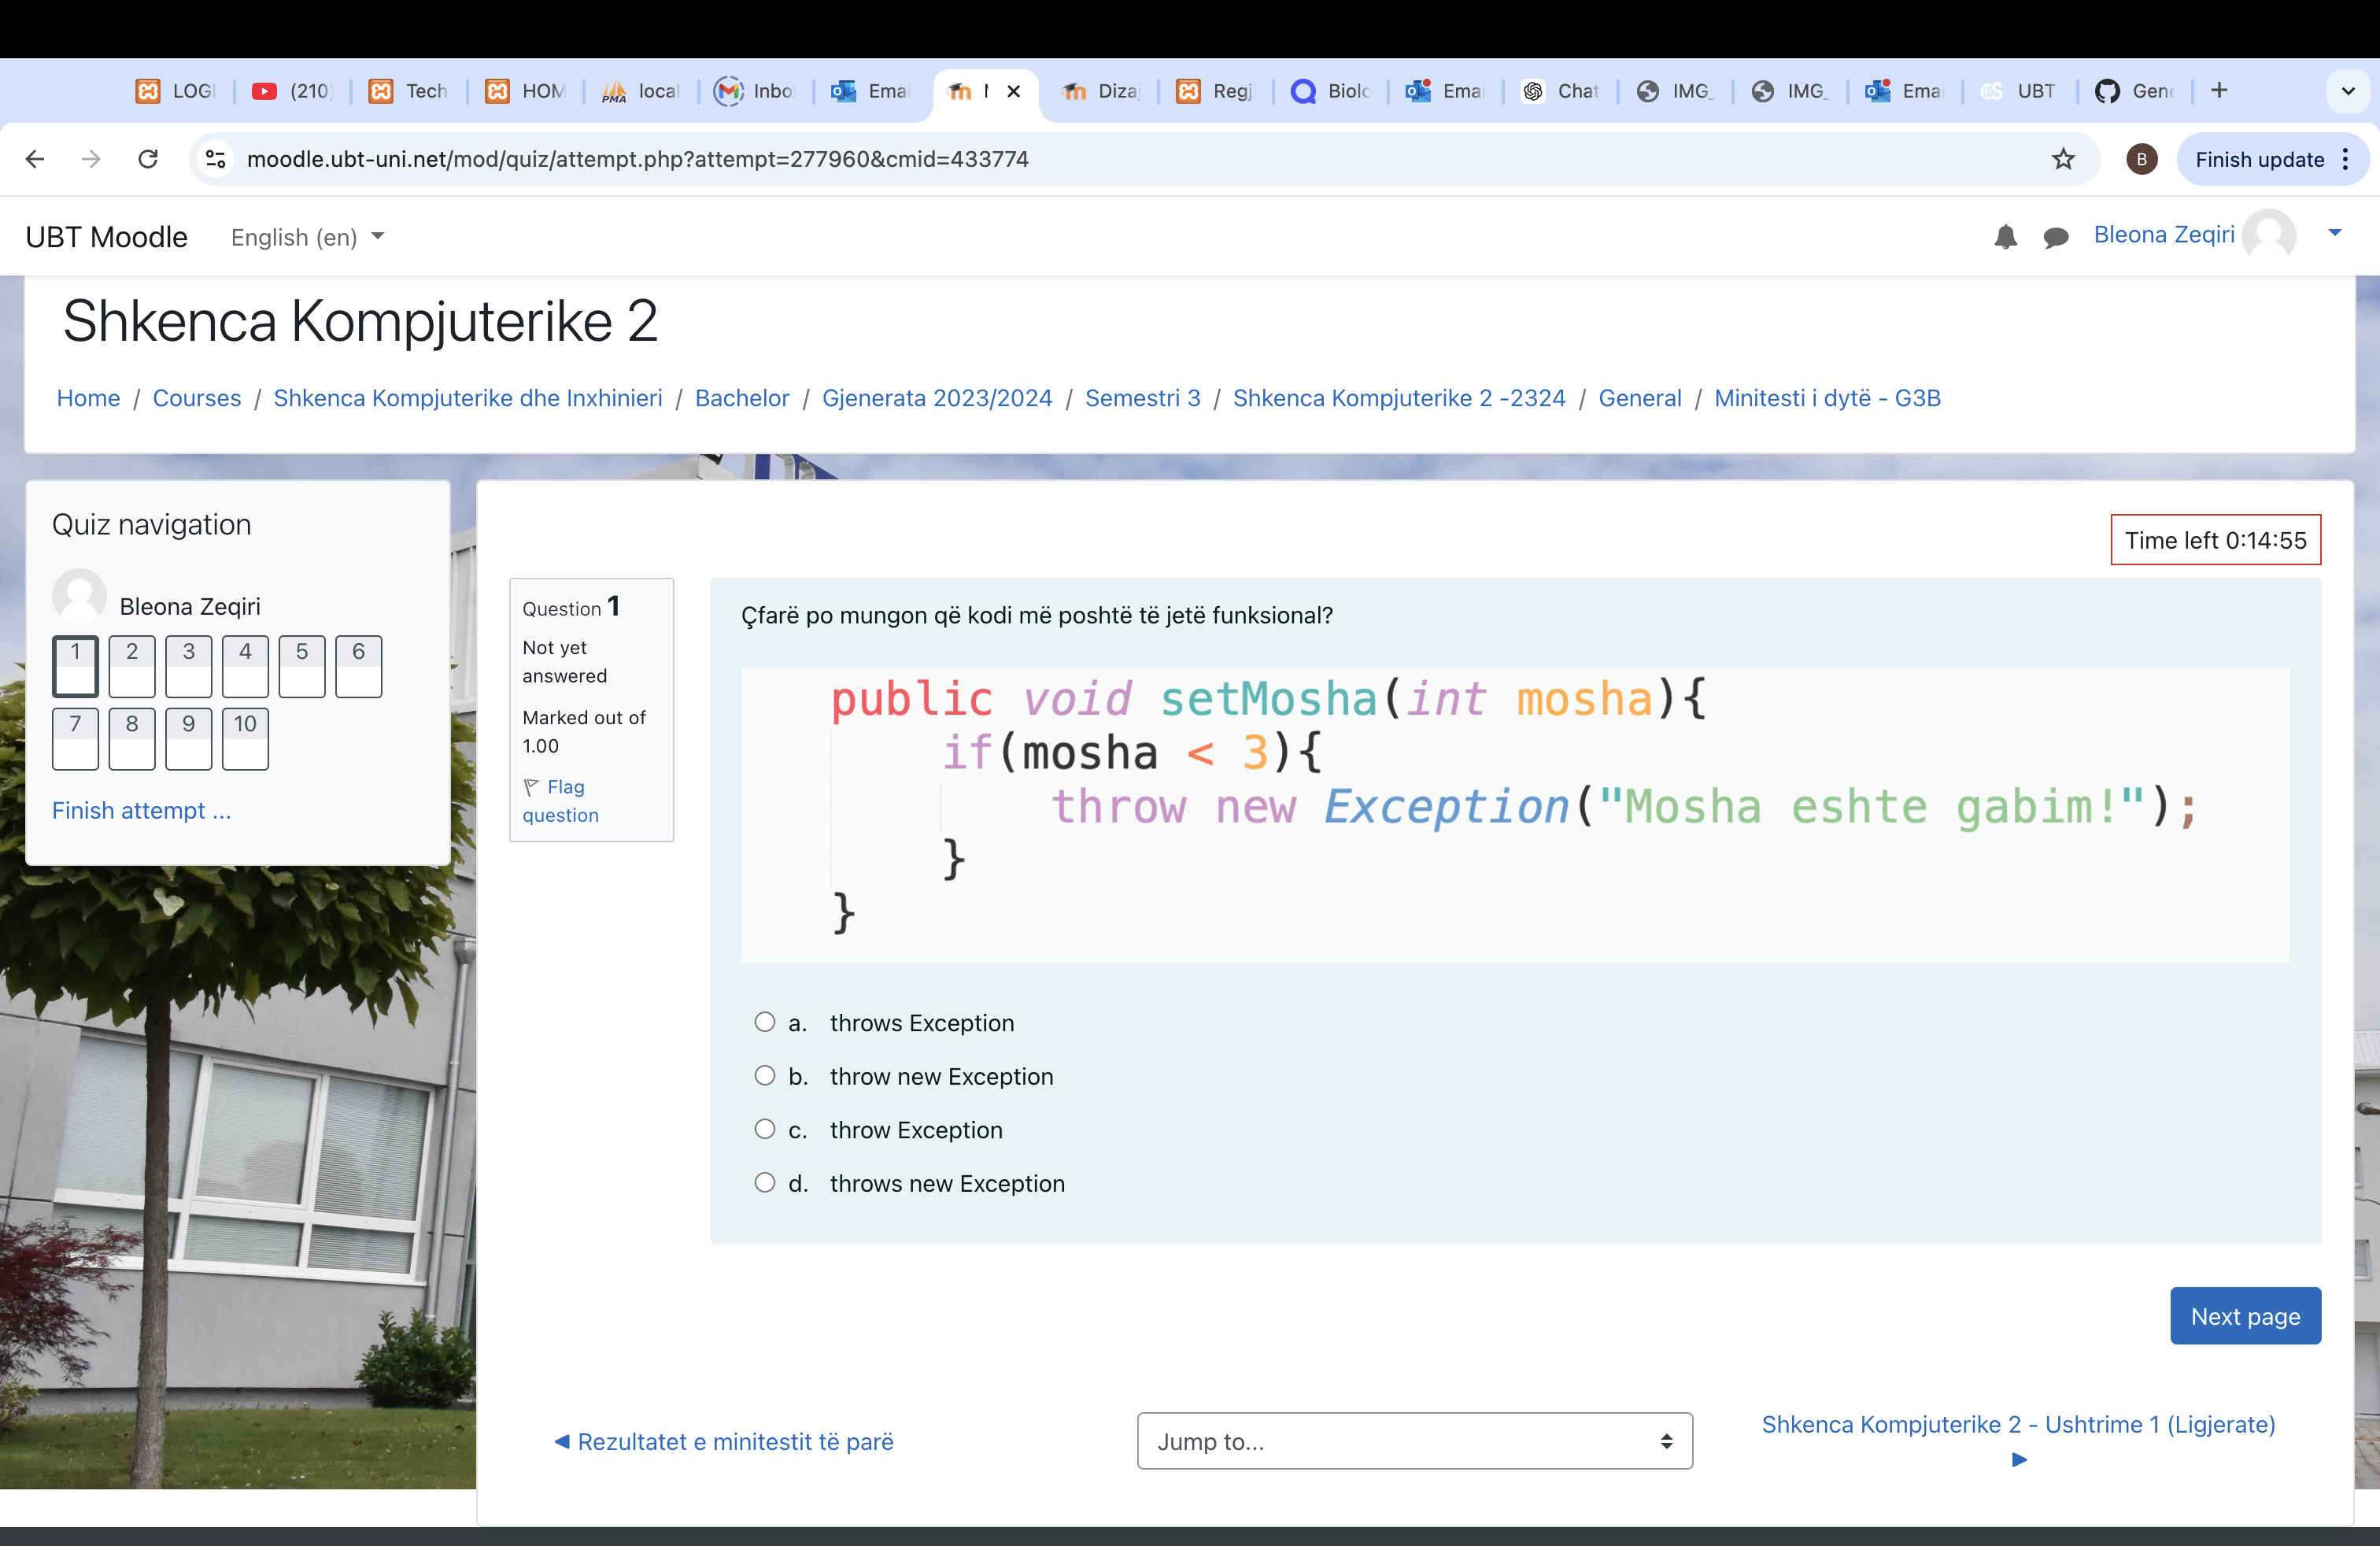 LOGI
(210)
Tech
HOM
local
Inbo
Emai
Diza
Regj
Biolo
Emai
Chat
IMG_
IMG_
Emai
UBT
Gene
moodle.ubt-uni.net/mod/quiz/attempt.php?attempt=277960&cmid=433774
B
Finish update
UBT Moodle
English (en)
Bleona Zeqiri
Shkenca Kompjuterike 2
Home / Courses / Shkenca Kompjuterike dhe Inxhinieri / Bachelor / Gjenerata 2023/2024 / Semestri 3 / Shkenca Kompjuterike 2 -2324 / General / Minitesti i dytë - G3B
Quiz navigation
Bleona Zeqiri
1 2 3 4 5 6
7 8 9 10
Finish attempt ...
Time left 0:14:55
Question 1
Not yet
answered
Marked out of
1.00
Flag
question
Çfarë po mungon që kodi më poshtë të jetë funksional?
public void setMosha(int mosha){
if(mosha < 3){
throw new Exception("Mosha eshte gabim!");
}
}
a. throws Exception
b. throw new Exception
c. throw Exception
d. throws new Exception
Next page
◄ Rezultatet e minitestit të parë
Jump to...
Shkenca Kompjuterike 2 - Ushtrime 1 (Ligjerate)
►